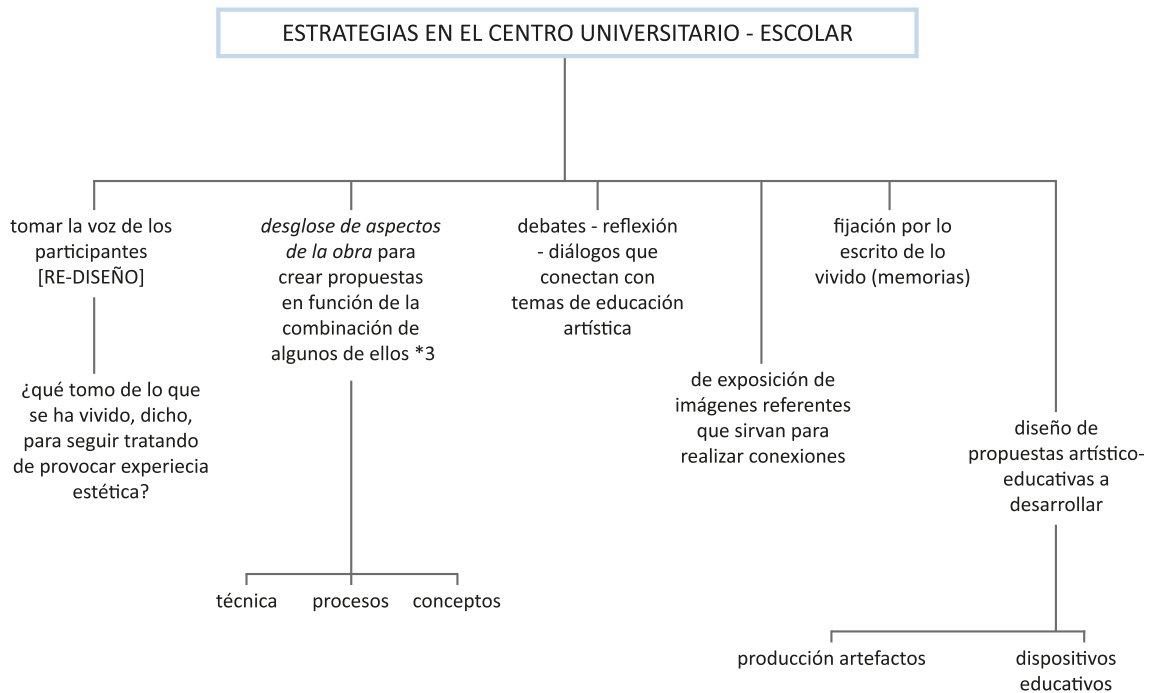 ESTRATEGIAS EN EL CENTRO UNIVERSITARIO - ESCOLAR
tomar la voz de los
participantes
[RE-DISEÑO]
¿qué tomo de lo que
se ha vivido, dicho,
para seguir tratando
de provocar experiecia
estética?
desglose de aspectos
de la obra para
crear propuestas
en función de la
combinación de
algunos de ellos *3
técnica
procesos
conceptos
debates - reflexión
- diálogos que
conectan con
temas de educación
artística
de exposición de
imágenes referentes
que sirvan para
realizar conexiones
fijación por lo
escrito de lo
vivido (memorias)
diseño de
propuestas artístico-
educativas a
desarrollar
producción artefactos
dispositivos
educativos